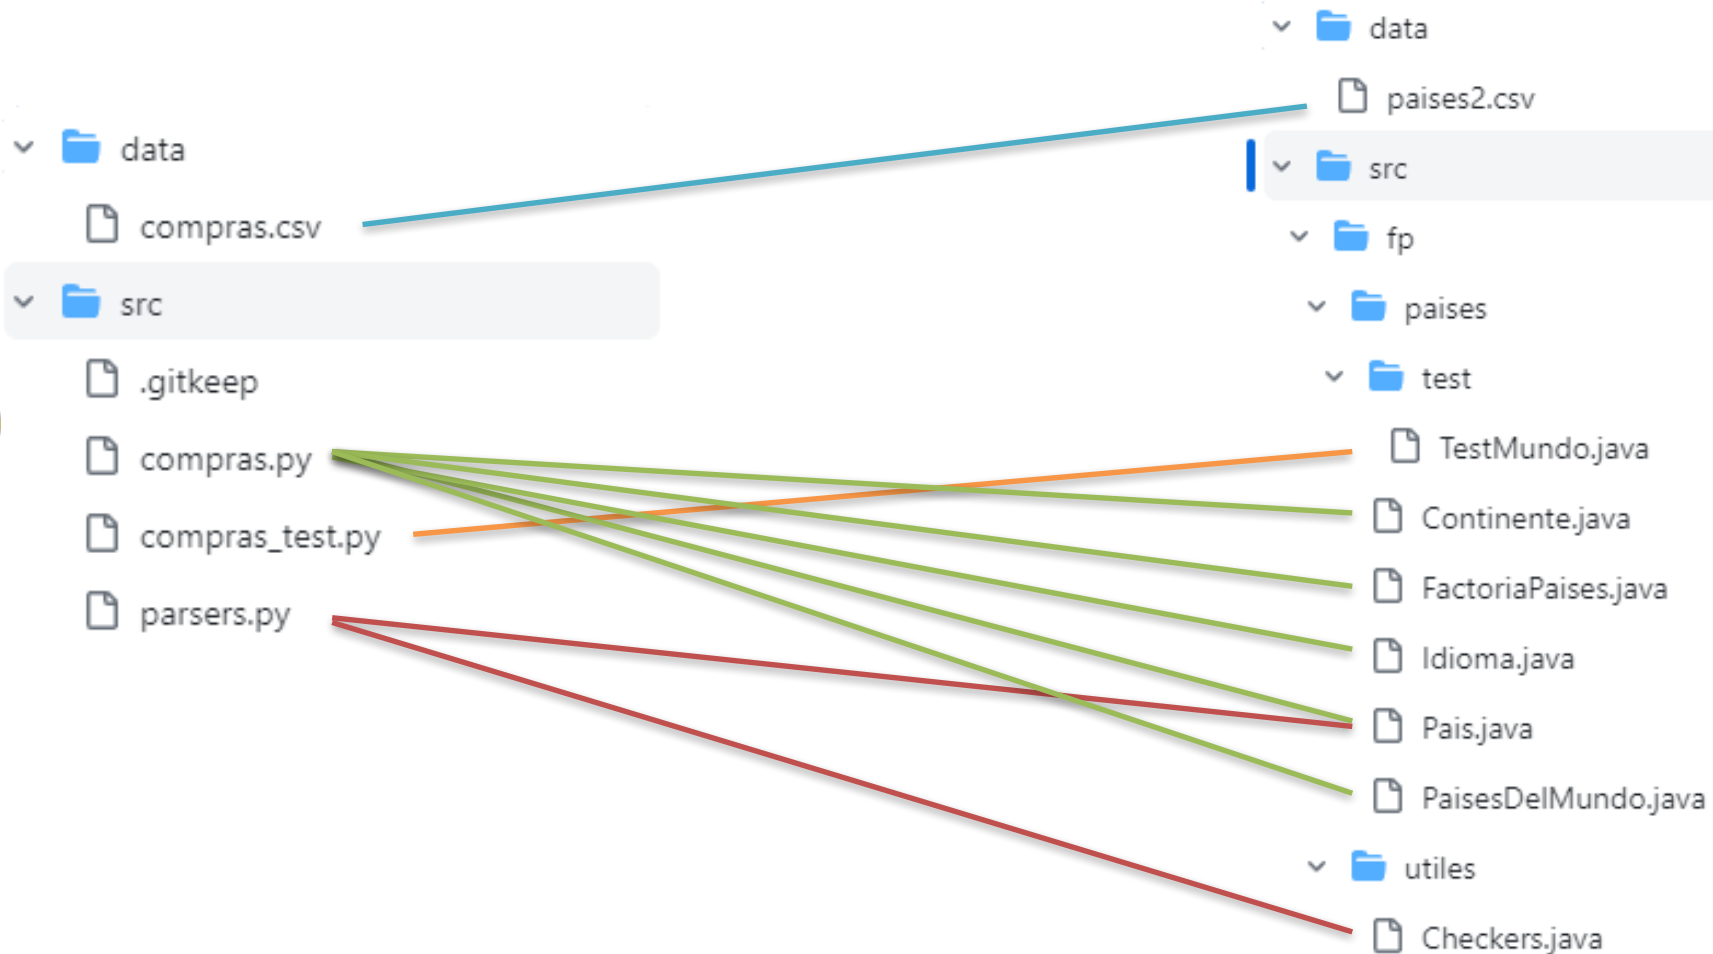 data
compras.csv
src
.gitkeep
compras.py
compras_test.py
parsers.py
data
paises2.csv
src
fp
paises
test
TestMundo.java
Continente.java
FactoriaPaises.java
Idioma.java
Pais.java
PaisesDelMundo.java
utiles
Checkers.java